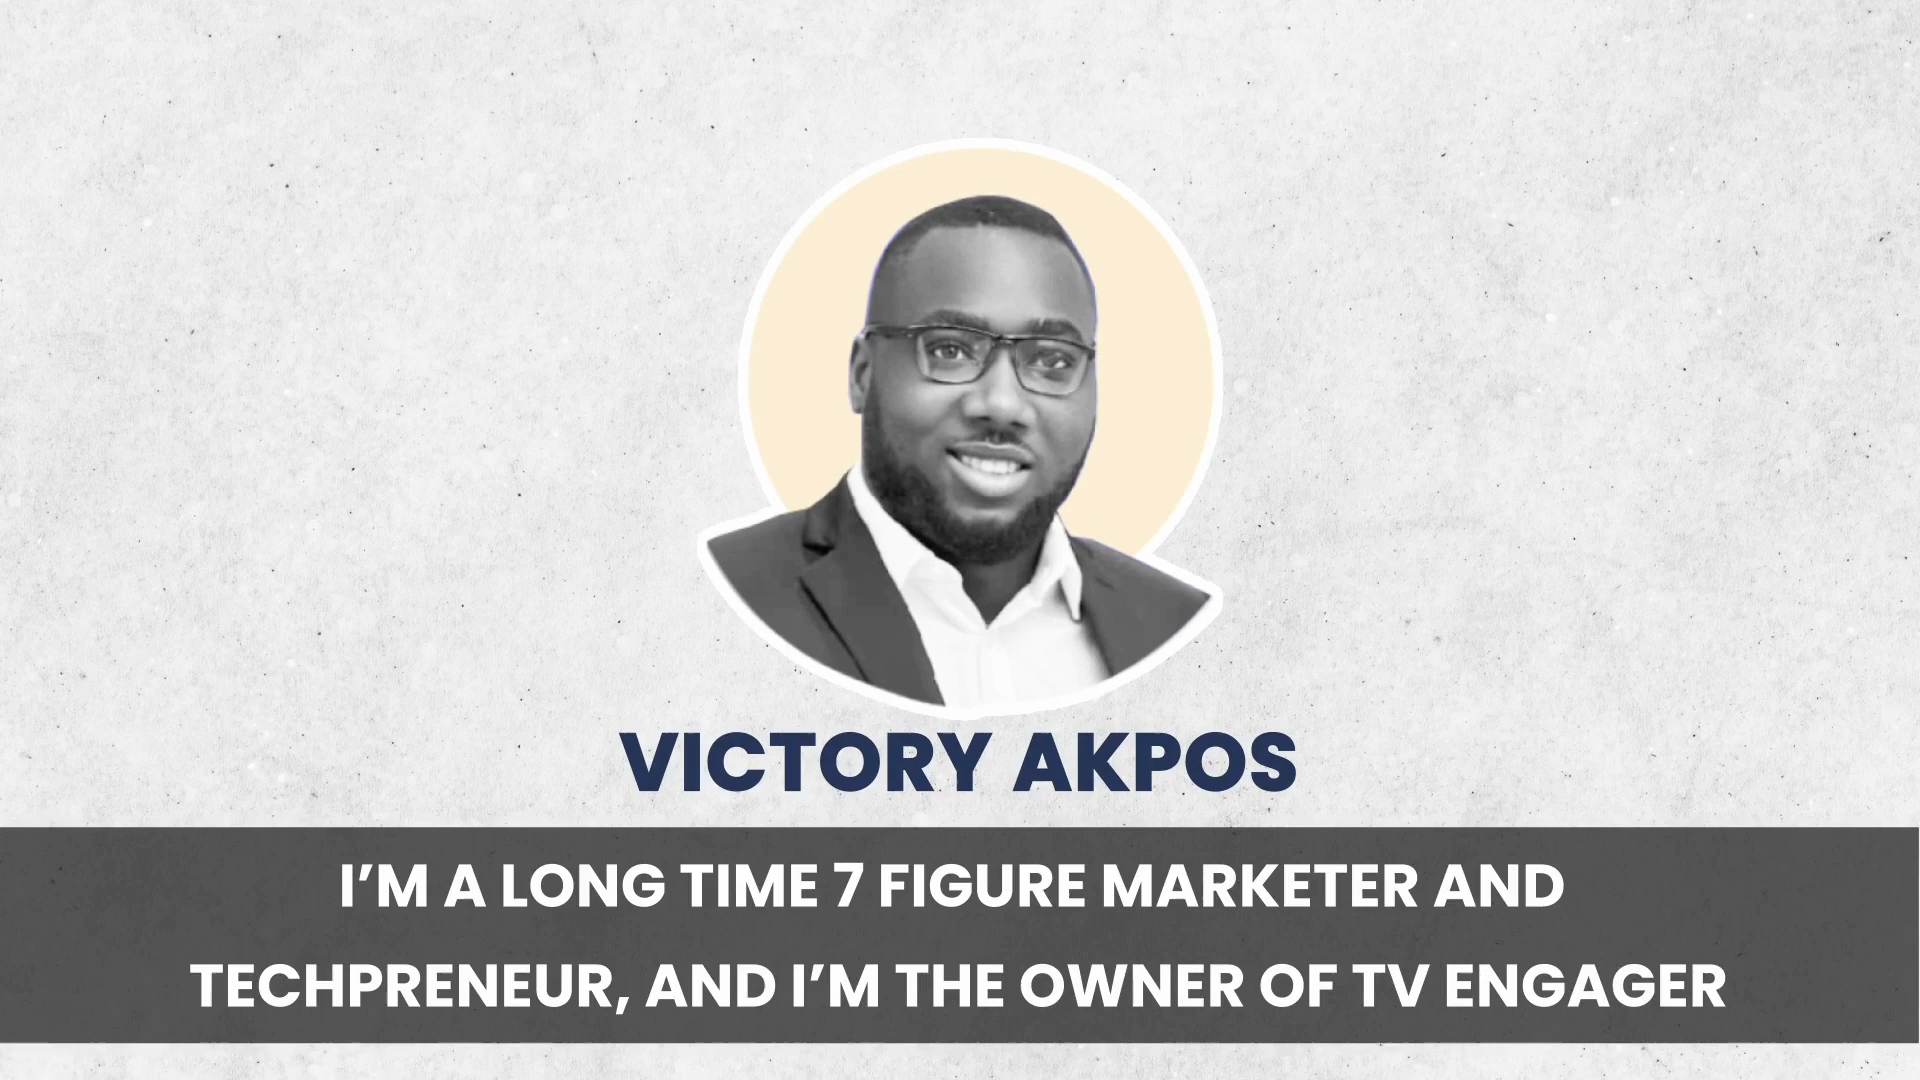 VICTORY AKPOS
I’M A LONG TIME 7 FIGURE MARKETER AND
TECHPRENEUR, AND I’M THE OWNER OF TV ENGAGER